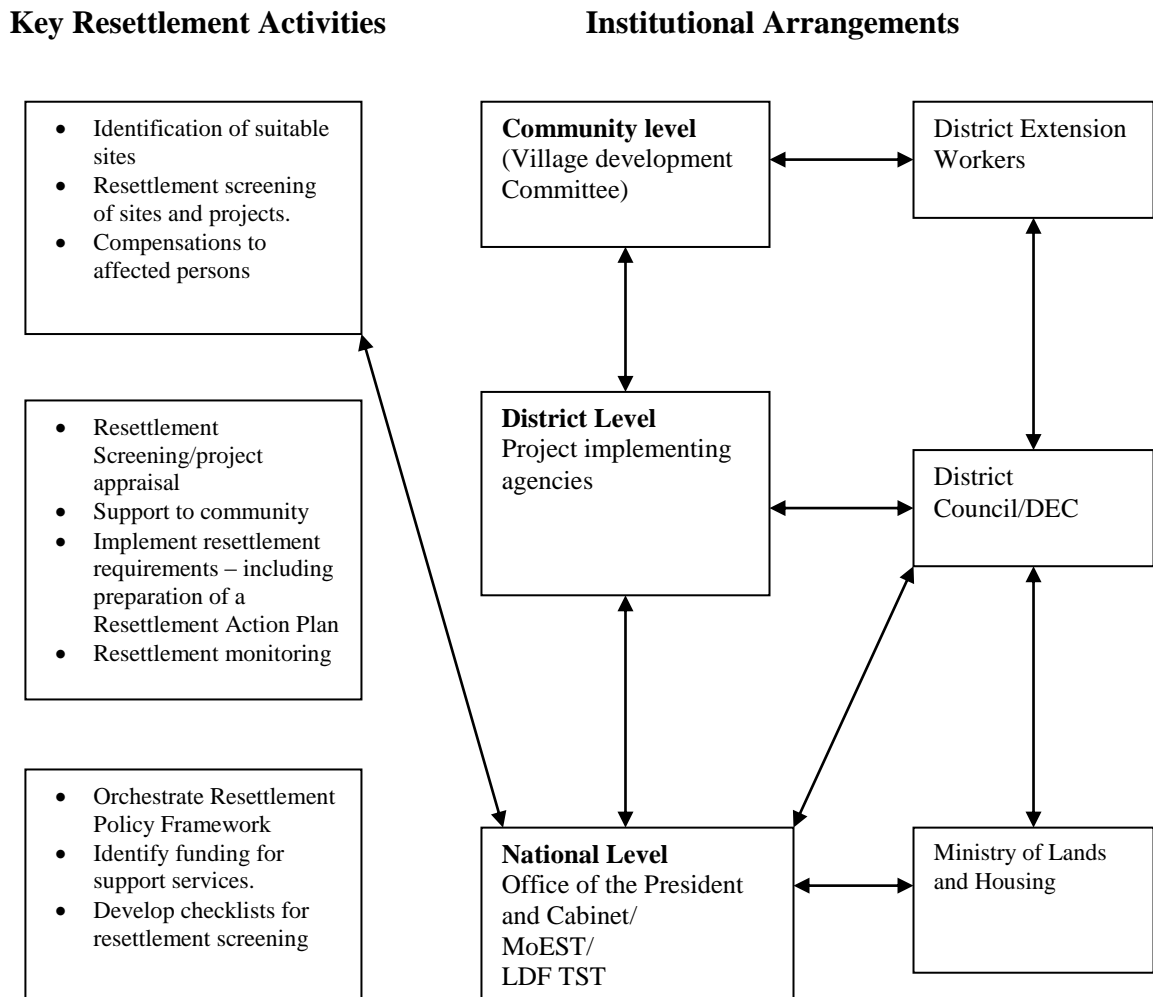 Key Resettlement Activities
Institutional Arrangements
• Identification of suitable
sites
• Resettlement screening
of sites and projects.
• Compensations to
affected persons
Community level
(Village development
Committee)
District Extension
Workers
• Resettlement
Screening/project
appraisal
• Support to community
• Implement resettlement
requirements – including
preparation of a
Resettlement Action Plan
• Resettlement monitoring
District Level
Project implementing
agencies
District
Council/DEC
• Orchestrate Resettlement
Policy Framework
• Identify funding for
support services.
• Develop checklists for
resettlement screening
National Level
Office of the President
and Cabinet/
MoEST/
LDF TST
Ministry of Lands
and Housing